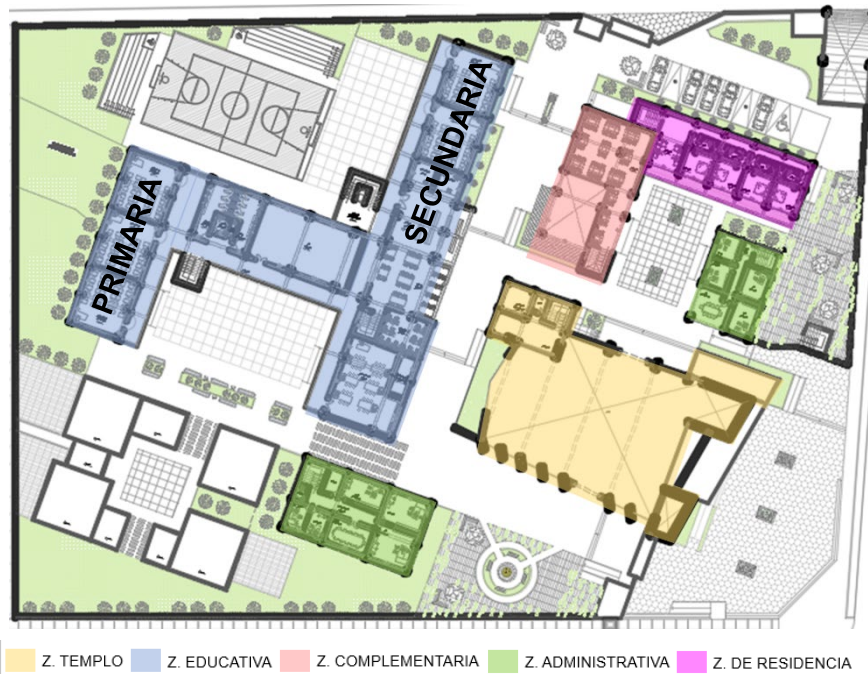 SECUNDARIA
PRIMARIA
Z. TEMPLO
Z. EDUCATIVA
Z. COMPLEMENTARIA
Z. ADMINISTRATIVA
Z. DE RESIDENCIA